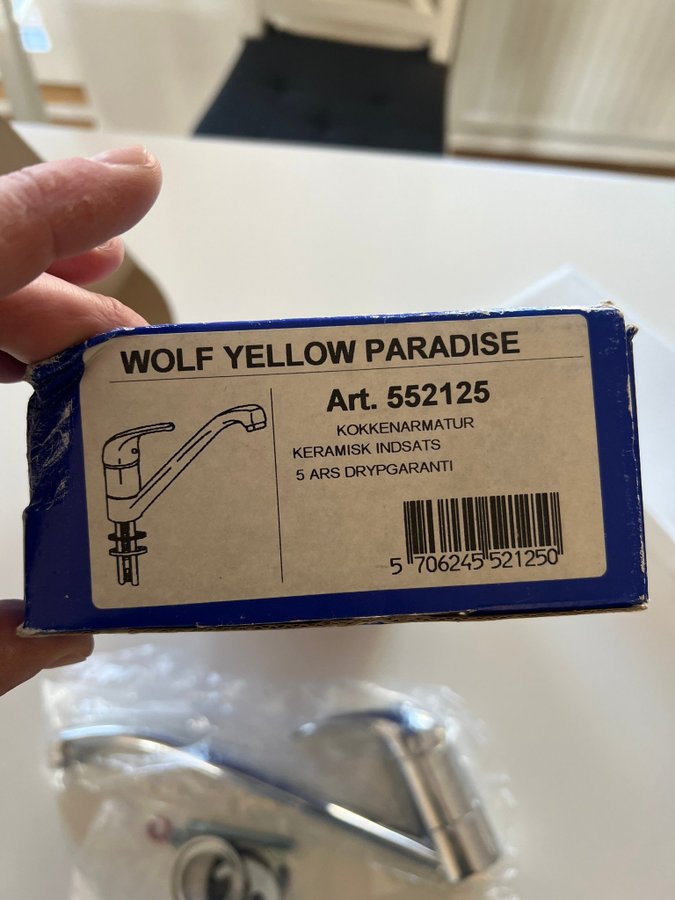 WOLF YELLOW PARADISE
Art. 552125
KOKKENARMATUR
KERAMISK INDSATS
5 ARS DRYPGARANTI
5 706245 521250